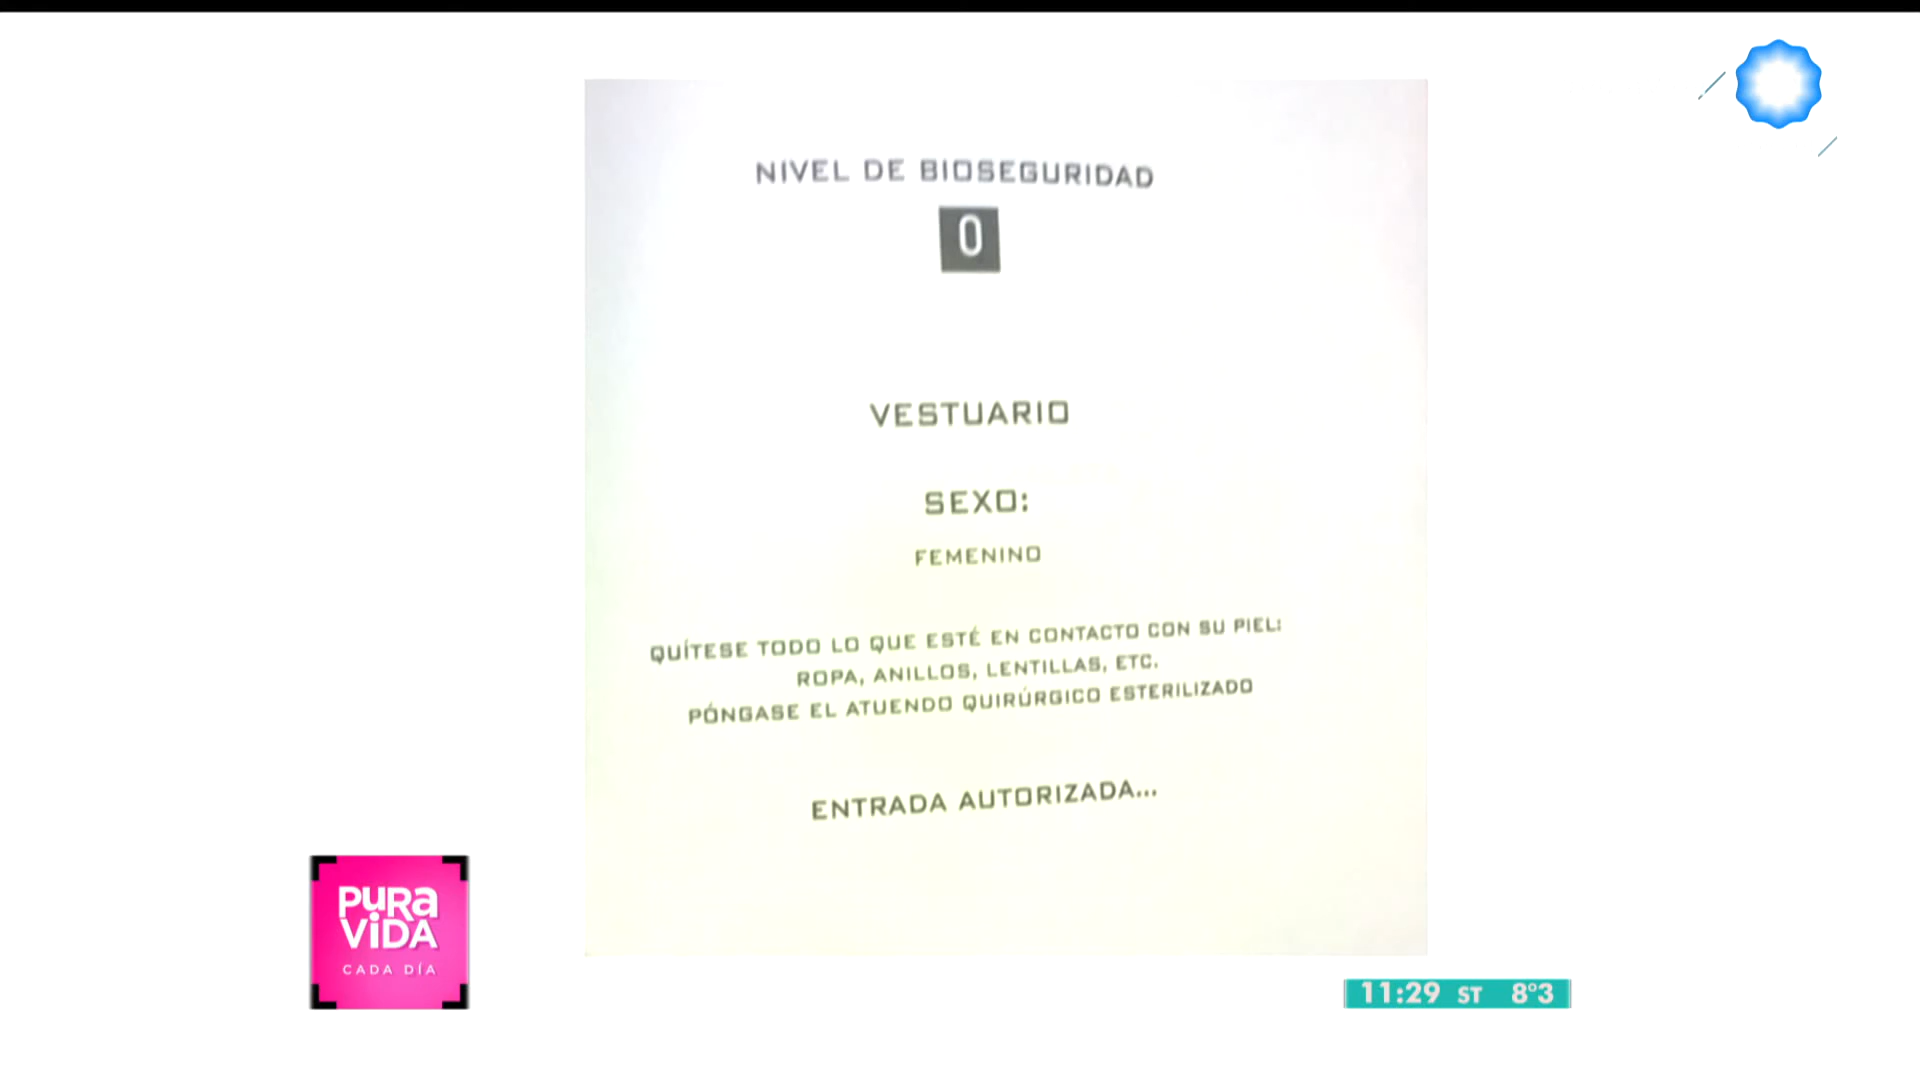 NIVEL DE BIOSEGURIDAD
0
VESTUARIO
SEXO:
FEMENINO
QUÍTESE TODO LO QUE ESTÉ EN CONTACTO CON SU PIEL:
ROPA, ANILLOS, LENTILLAS, ETC.
PÓNGASE EL ATUENDO QUIRÚRGICO ESTERILIZADO
ENTRADA AUTORIZADA...
PURa
ViDA
CADA DÍA
11:29 ST 8°3